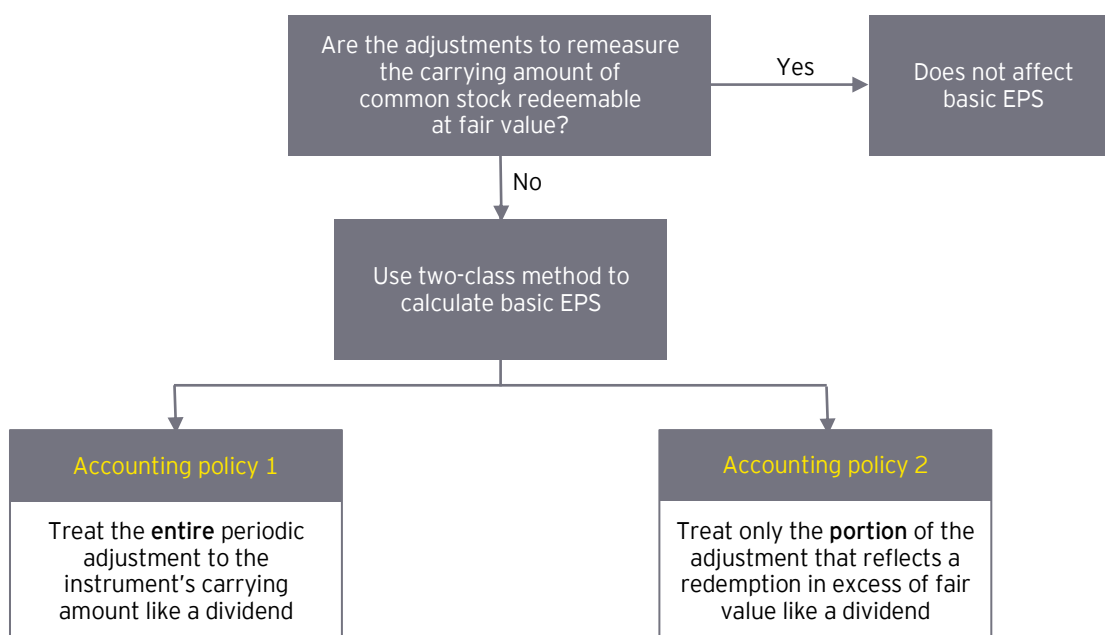 Are the adjustments to remeasure
the carrying amount of
common stock redeemable
at fair value?
Yes
Does not affect
basic EPS
No
Use two-class method to
calculate basic EPS
Accounting policy 1
Treat the entire periodic
adjustment to the
instrument's carrying
amount like a dividend
Accounting policy 2
Treat only the portion of the
adjustment that reflects a
redemption in excess of fair
value like a dividend